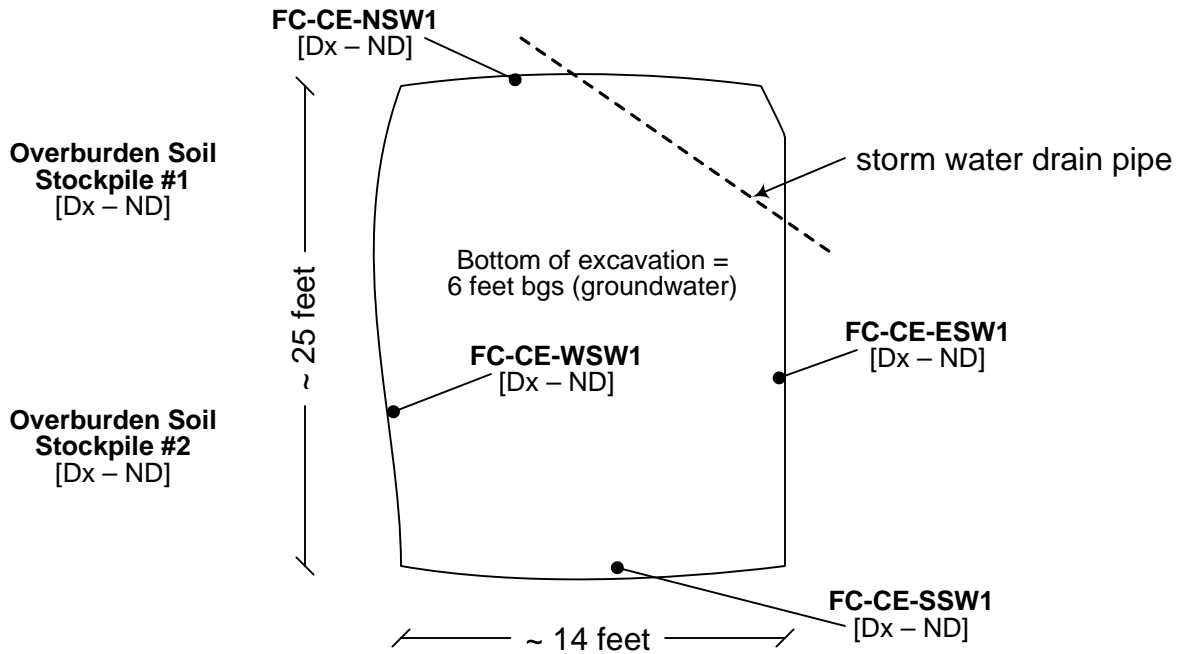 FC-CE-NSW1
[Dx – ND]
Overburden Soil
Stockpile #1
[Dx – ND]
storm water drain pipe
Bottom of excavation =
6 feet bgs (groundwater)
~ 25 feet
FC-CE-ESW1
[Dx – ND]
FC-CE-WSW1
[Dx – ND]
Overburden Soil
Stockpile #2
[Dx – ND]
FC-CE-SSW1
[Dx – ND]
~ 14 feet